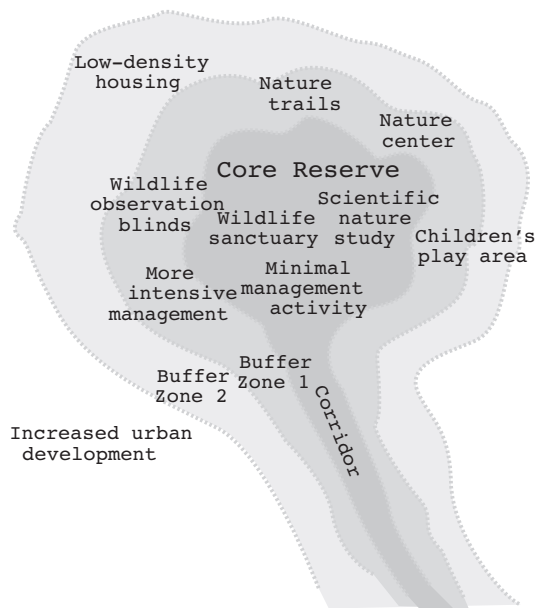 Low-density
housing
Nature
trails
Nature
center
Core Reserve
Wildlife
observation
blinds
Wildlife
sanctuary
Scientific
nature
study
Children's
play area
More
intensive
management
Minimal
management
activity
Buffer
Zone 2
Buffer
Zone 1
Corridor
Increased urban
development